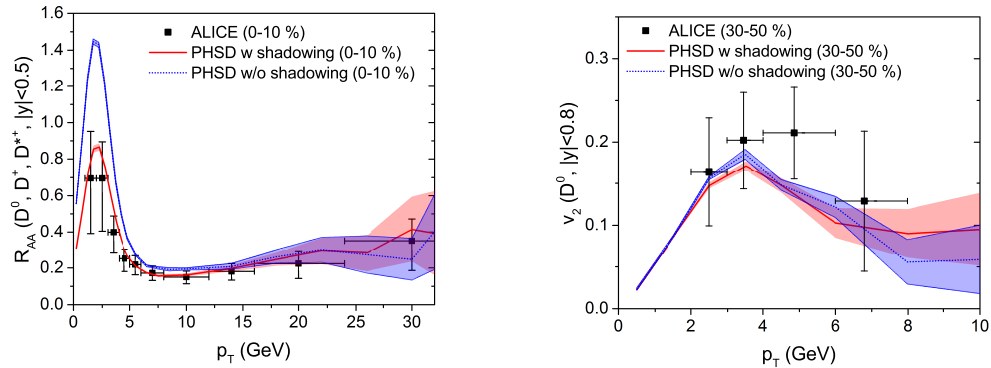 ALICE (0-10 %)
PHSD w shadowing (0-10 %)
PHSD w/o shadowing (0-10 %)
R_AA (D^0, D^+, D*^+, |y|<0.5)
1.6
1.4
1.2
1.0
0.8
0.6
0.4
0.2
0.0
0 5 10 15 20 25 30
p_T (GeV)
ALICE (30-50 %)
PHSD w shadowing (30-50 %)
PHSD w/o shadowing (30-50 %)
v_2 (D^0, |y|<0.8)
0.3
0.2
0.1
0.0
0 2 4 6 8 10
p_T (GeV)